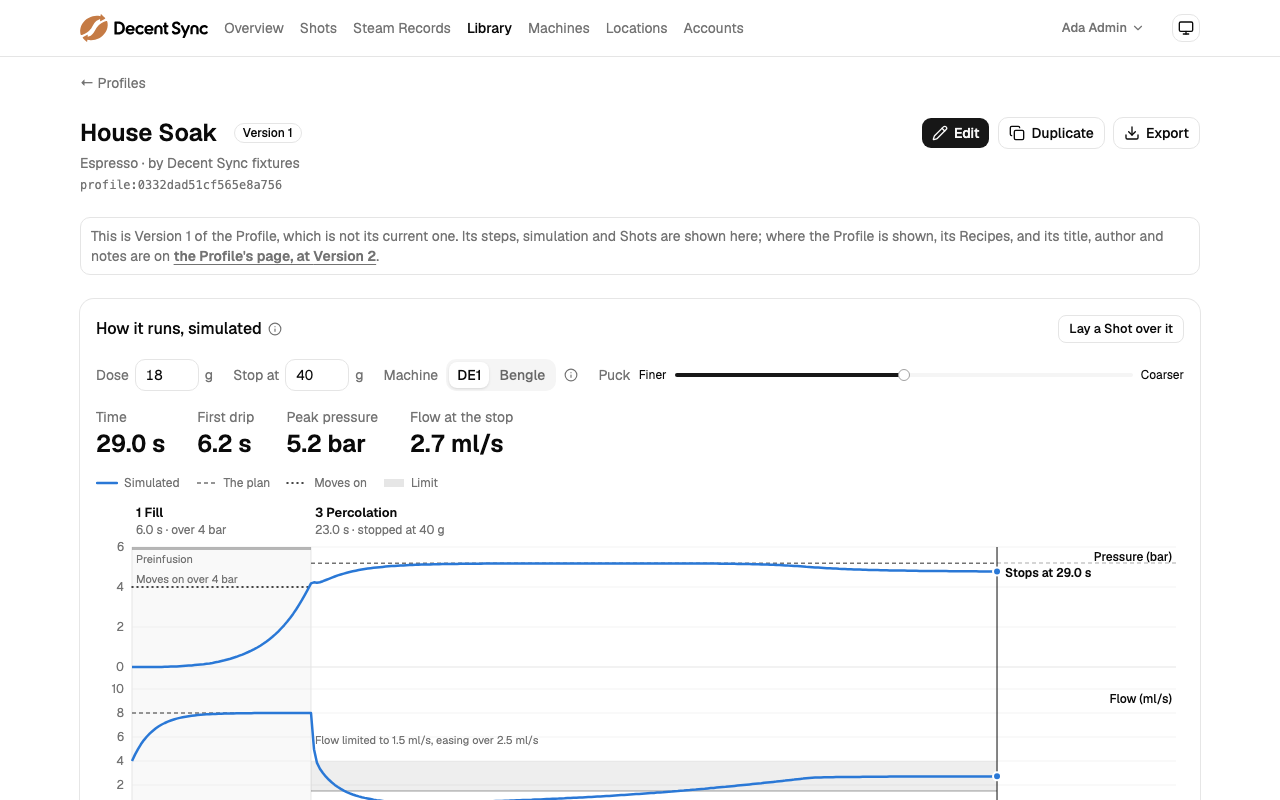 Decent Sync Overview Shots Steam Records Library Machines Locations Accounts Ada Admin
← Profiles
House Soak Version 1 Edit Duplicate Export
Espresso · by Decent Sync fixtures
profile:0332dad51cf565e8a756
This is Version 1 of the Profile, which is not its current one. Its steps, simulation and Shots are shown here; where the Profile is shown, its Recipes, and its title, author and
notes are on the Profile's page, at Version 2.
How it runs, simulated Lay a Shot over it
Dose 18 g Stop at 40 g Machine DE1 Bengle Puck Finer Coarser
Time First drip Peak pressure Flow at the stop
29.0 s 6.2 s 5.2 bar 2.7 ml/s
Simulated The plan Moves on Limit
1 Fill 3 Percolation
6.0 s · over 4 bar 23.0 s · stopped at 40 g
6
Preinfusion Pressure (bar)
Moves on over 4 bar Stops at 29.0 s
4
2
0
10
Flow (ml/s)
8
6 Flow limited to 1.5 ml/s, easing over 2.5 ml/s
4
2